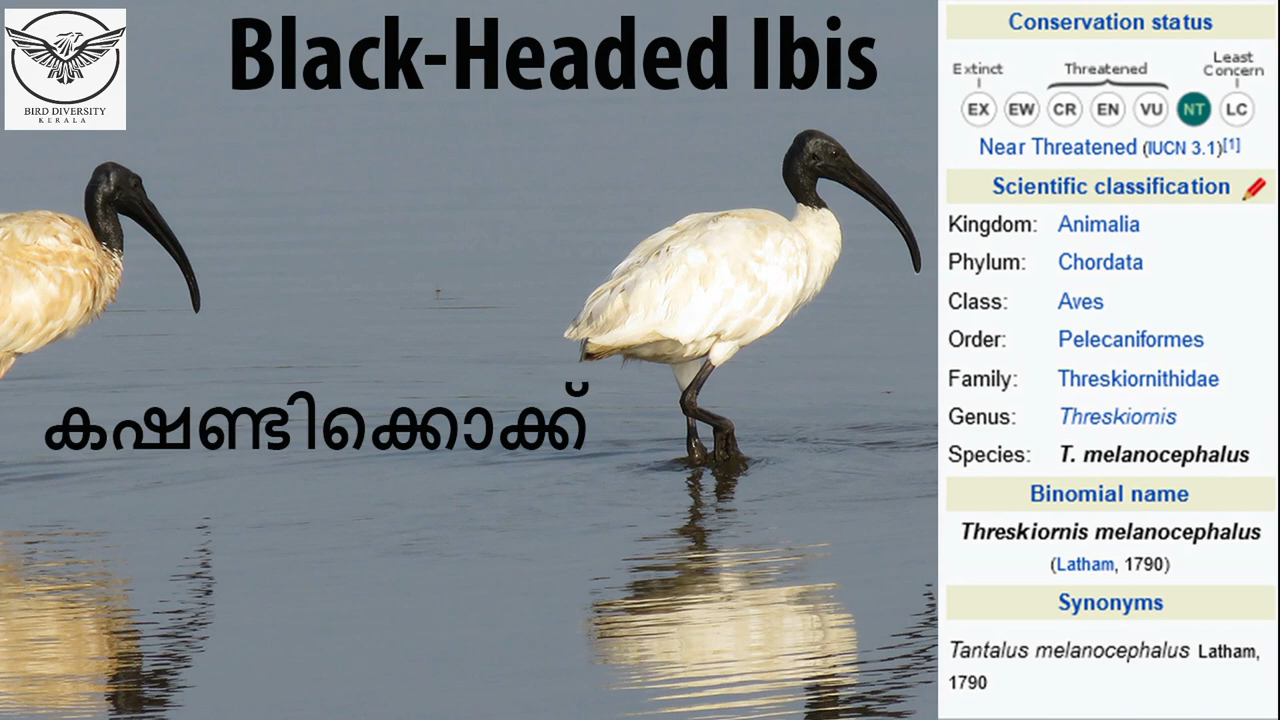 BIRD DIVERSITY
KERALA
Black-Headed Ibis
കഷണ്ടിക്കൊക്ക്
Conservation status
Extinct
Threatened
Least
Concern
EX EW CR EN VU NT LC
Near Threatened (IUCN 3.1)[1]
Scientific classification
Kingdom: Animalia
Phylum: Chordata
Class: Aves
Order: Pelecaniformes
Family: Threskiornithidae
Genus: Threskiornis
Species: T. melanocephalus
Binomial name
Threskiornis melanocephalus
(Latham, 1790)
Synonyms
Tantalus melanocephalus Latham,
1790